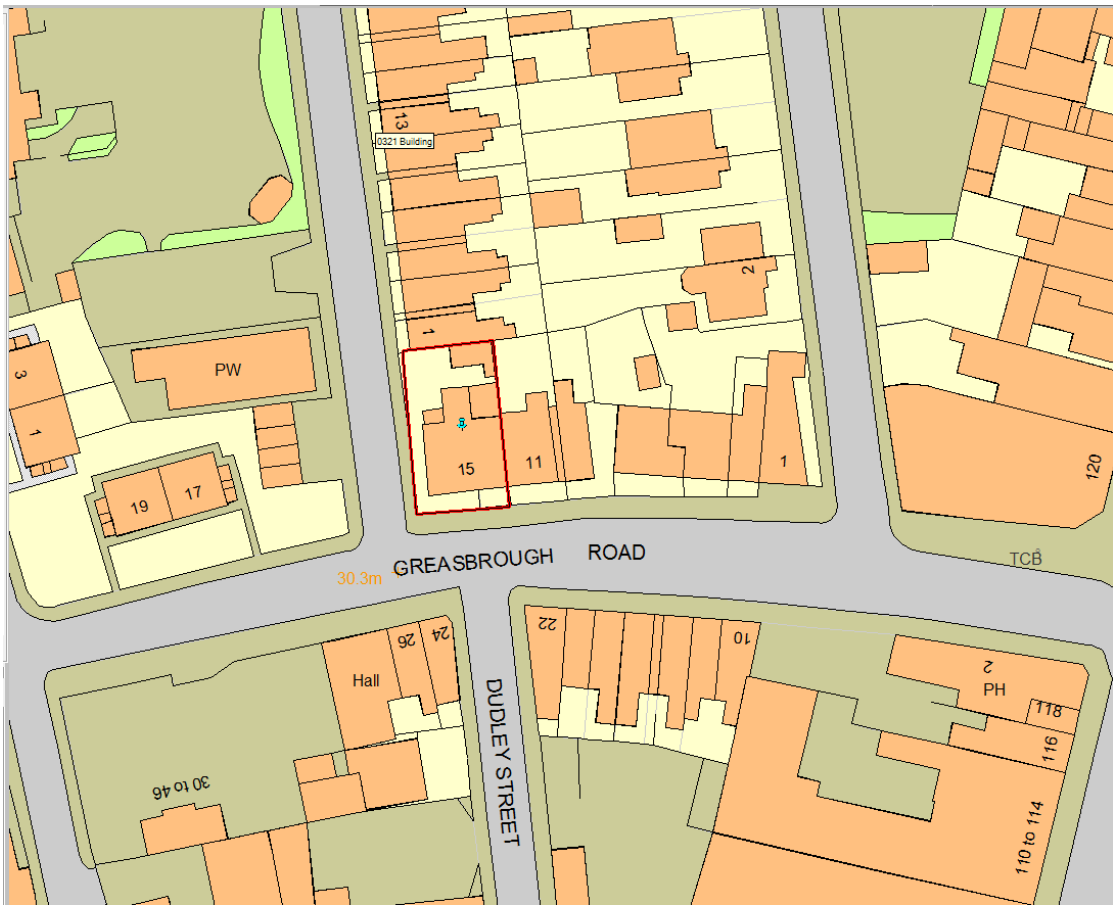 13
0321 Building
2
1
PW
3
1
15
11
1
120
19
17
GREASBROUGH ROAD
30.3m
TCB
22
10
26
24
Hall
2
PH
118
116
DUDLEY STREET
30 to 46
110 to 114